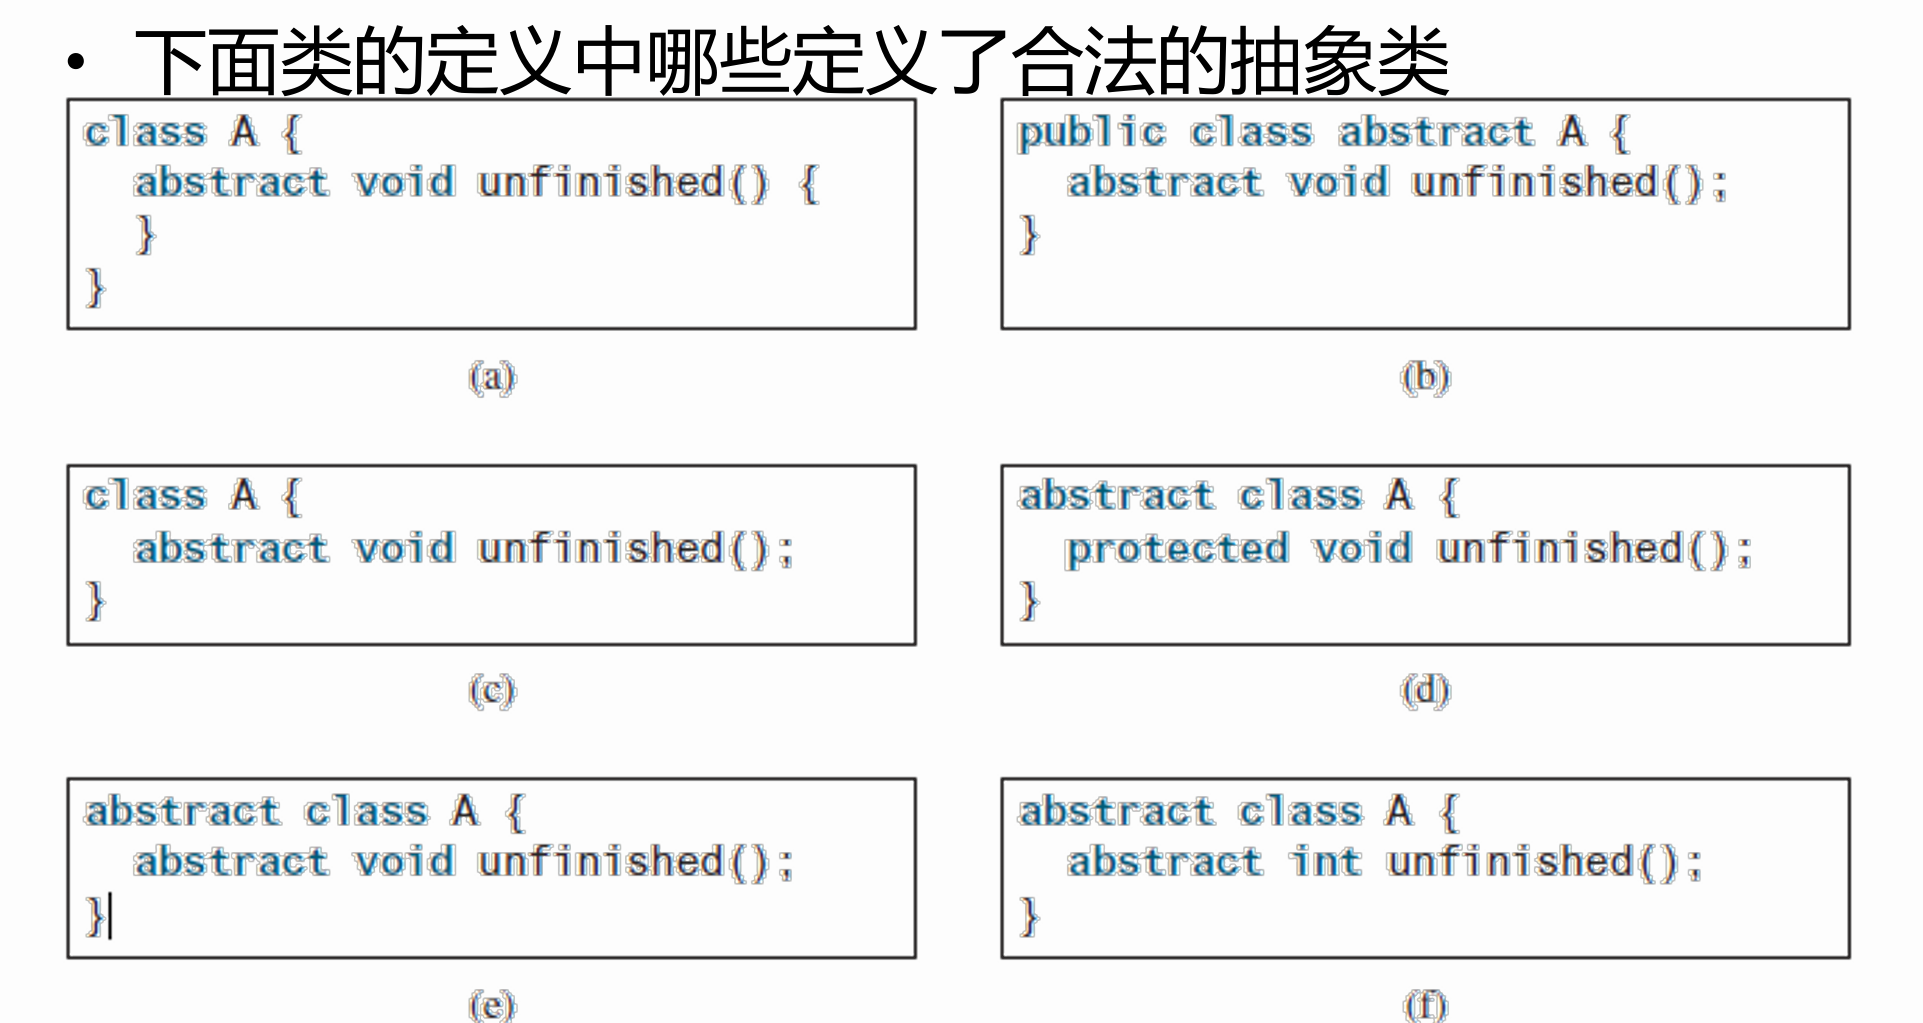 • 下面类的定义中哪些定义了合法的抽象类
class A {
  abstract void unfinished() {
  }
}
(a)
public class abstract A {
  abstract void unfinished();
}
(b)
class A {
  abstract void unfinished();
}
(c)
abstract class A {
  protected void unfinished();
}
(d)
abstract class A {
  abstract void unfinished();
}
(e)
abstract class A {
  abstract int unfinished();
}
(f)